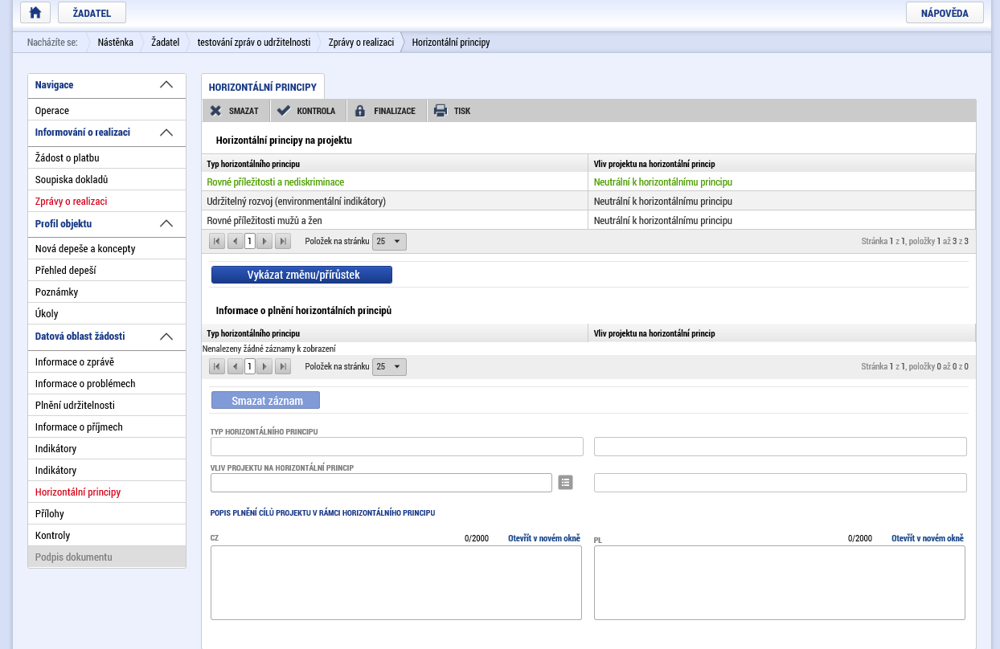 ŽADATEL
NÁPOVĚDA
Nacházíte se: Nástěnka Žadatel testování zpráv o udržitelnosti Zprávy o realizaci Horizontální principy
Navigace
Operace
Informování o realizaci
Žádost o platbu
Soupiska dokladů
Zprávy o realizaci
Profil objektu
Nová depeše a koncepty
Přehled depeší
Poznámky
Úkoly
Datová oblast žádosti
Informace o zprávě
Informace o problémech
Plnění udržitelnosti
Informace o příjmech
Indikátory
Indikátory
Horizontální principy
Přílohy
Kontroly
Podpis dokumentu
HORIZONTÁLNÍ PRINCIPY
SMAZAT KONTROLA FINALIZACE TISK
Horizontální principy na projektu
Typ horizontálního principu Vliv projektu na horizontální princip
Rovné příležitosti a nediskriminace Neutrální k horizontálnímu principu
Udržitelný rozvoj (environmentální indikátory) Neutrální k horizontálnímu principu
Rovné příležitosti mužů a žen Neutrální k horizontálnímu principu
1 Položek na stránku 25 Stránka 1 z 1, položky 1 až 3 z 3
Vykázat změnu/přírůstek
Informace o plnění horizontálních principů
Typ horizontálního principu Vliv projektu na horizontální princip
Nenalezeny žádné záznamy k zobrazení
1 Položek na stránku 25 Stránka 1 z 1, položky 0 až 0 z 0
Smazat záznam
TYP HORIZONTÁLNÍHO PRINCIPU
VLIV PROJEKTU NA HORIZONTÁLNÍ PRINCIP
POPIS PLNĚNÍ CÍLŮ PROJEKTU V RÁMCI HORIZONTÁLNÍHO PRINCIPU
CZ 0/2000 Otevřít v novém okně PL 0/2000 Otevřít v novém okně